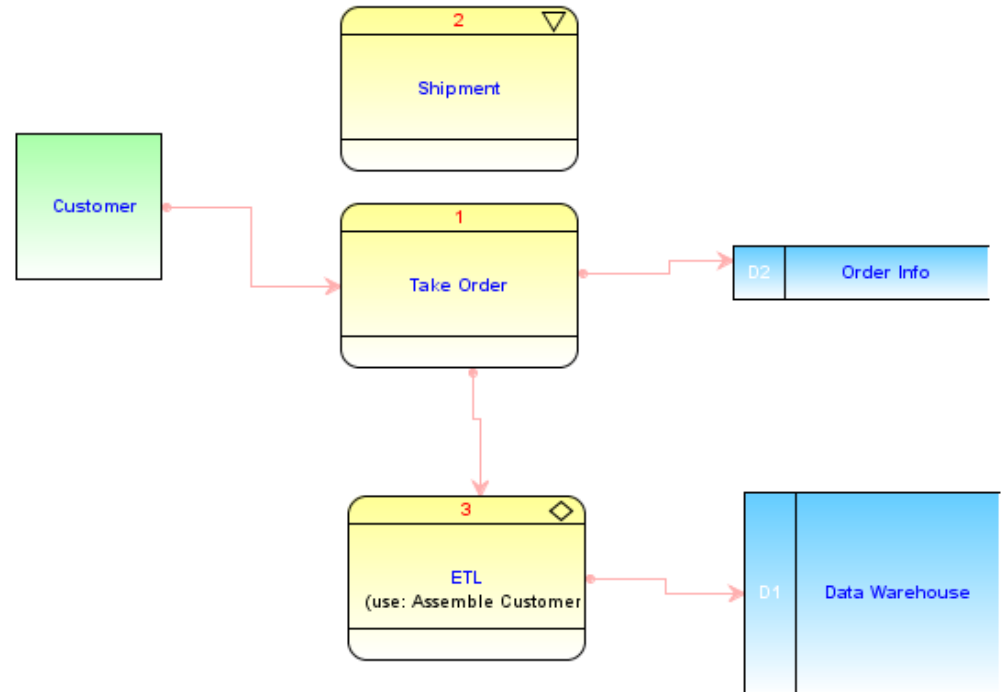 2
Shipment
Customer
1
Take Order
D2
Order Info
3
ETL
(use: Assemble Customer
D1
Data Warehouse